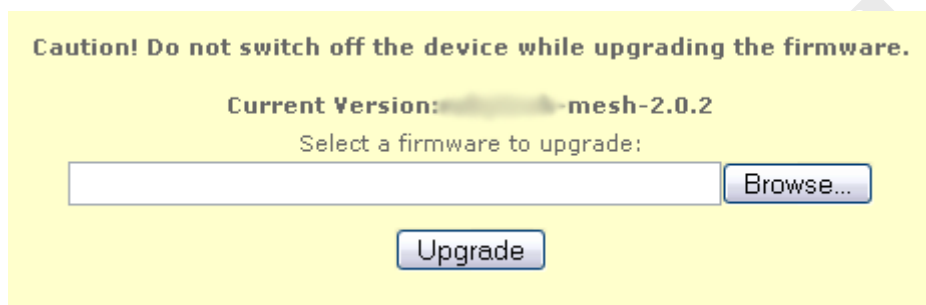 Caution! Do not switch off the device while upgrading the firmware.
Current Version: -mesh-2.0.2
Select a firmware to upgrade:
Browse...
Upgrade